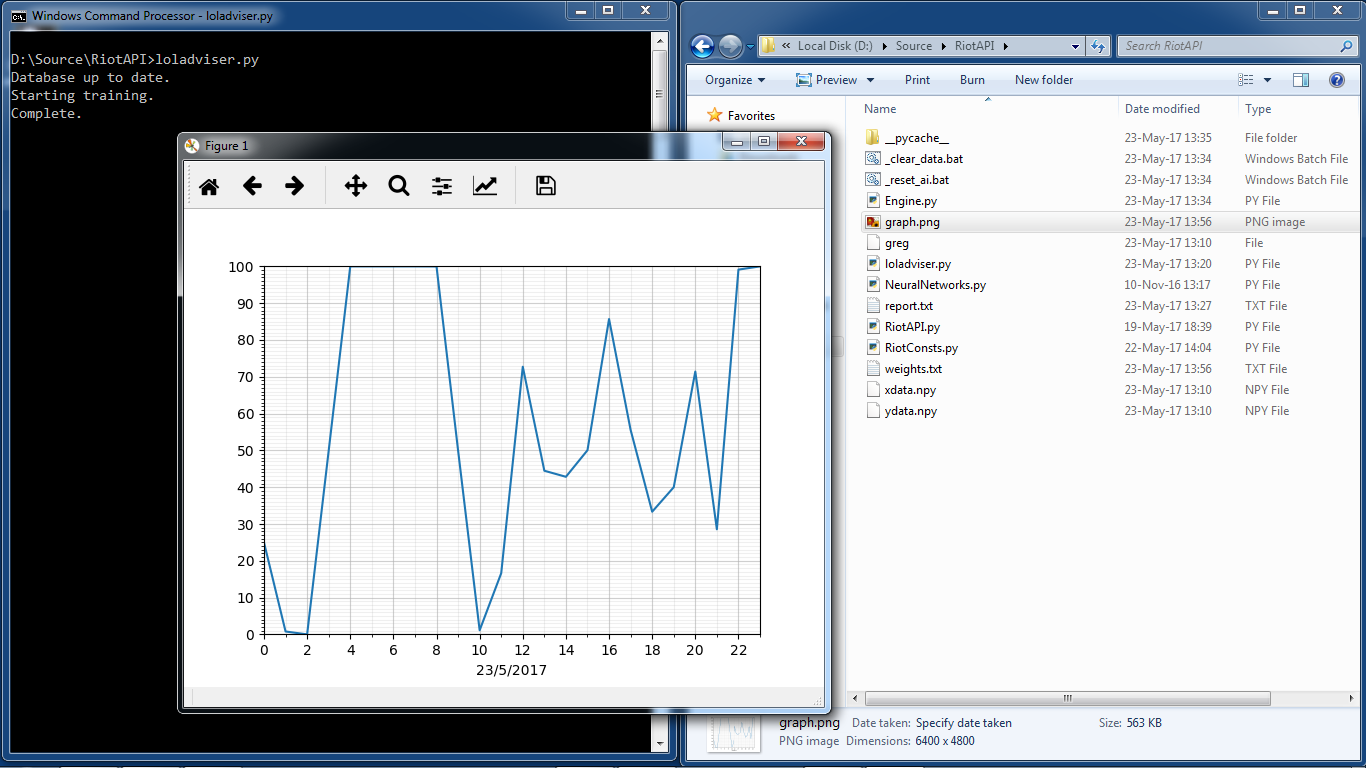 Windows Command Processor - loladviser.py
D:\Source\RiotAPI>loladviser.py
Database up to date.
Starting training.
Complete.
Figure 1
100
90
80
70
60
50
40
30
20
10
0
0 2 4 6 8 10 12 14 16 18 20 22
23/5/2017
« Local Disk (D:) Source RiotAPI
Search RiotAPI
Organize Preview Print Burn New folder
Favorites
Name Date modified Type
__pycache__ 23-May-17 13:35 File folder
_clear_data.bat 23-May-17 13:34 Windows Batch File
_reset_ai.bat 23-May-17 13:34 Windows Batch File
Engine.py 23-May-17 13:34 PY File
graph.png 23-May-17 13:56 PNG image
greg 23-May-17 13:10 File
loladviser.py 23-May-17 13:20 PY File
NeuralNetworks.py 10-Nov-16 13:17 PY File
report.txt 23-May-17 13:27 TXT File
RiotAPI.py 19-May-17 18:39 PY File
RiotConsts.py 22-May-17 14:04 PY File
weights.txt 23-May-17 13:56 TXT File
xdata.npy 23-May-17 13:10 NPY File
ydata.npy 23-May-17 13:10 NPY File
graph.png Date taken: Specify date taken Size: 563 KB
PNG image Dimensions: 6400 x 4800